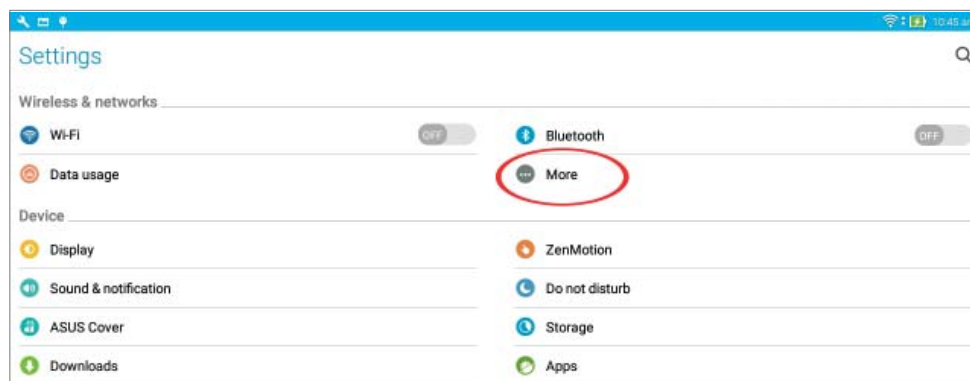 10:45 am
Settings
Wireless & networks
Wi-Fi OFF Bluetooth OFF
Data usage More
Device
Display ZenMotion
Sound & notification Do not disturb
ASUS Cover Storage
Downloads Apps